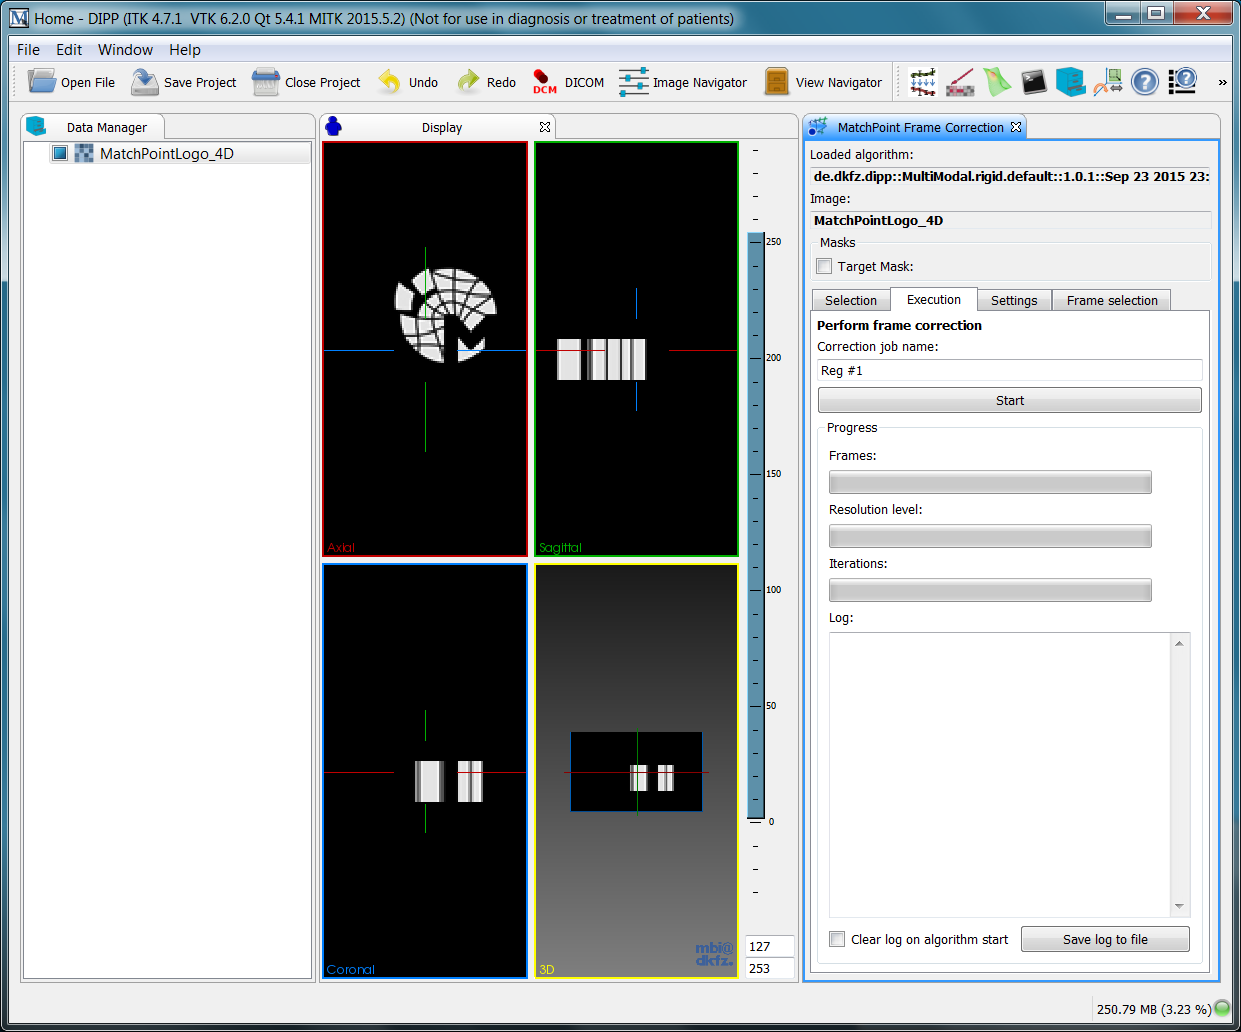 Home - DIPP (ITK 4.7.1  VTK 6.2.0 Qt 5.4.1 MITK 2015.5.2) (Not for use in diagnosis or treatment of patients)
File Edit Window Help
Open File Save Project Close Project Undo Redo DCM DICOM Image Navigator View Navigator »
Data Manager
MatchPointLogo_4D
Display
Axial
Sagittal
Coronal
3D
mbi@
dkfz.
250
200
150
100
50
0
127
253
MatchPoint Frame Correction
Loaded algorithm:
de.dkfz.dipp::MultiModal.rigid.default::1.0.1::Sep 23 2015 23:
Image:
MatchPointLogo_4D
Masks
Target Mask:
Selection Execution Settings Frame selection
Perform frame correction
Correction job name:
Reg #1
Start
Progress
Frames:
Resolution level:
Iterations:
Log:
Clear log on algorithm start Save log to file
250.79 MB (3.23 %)